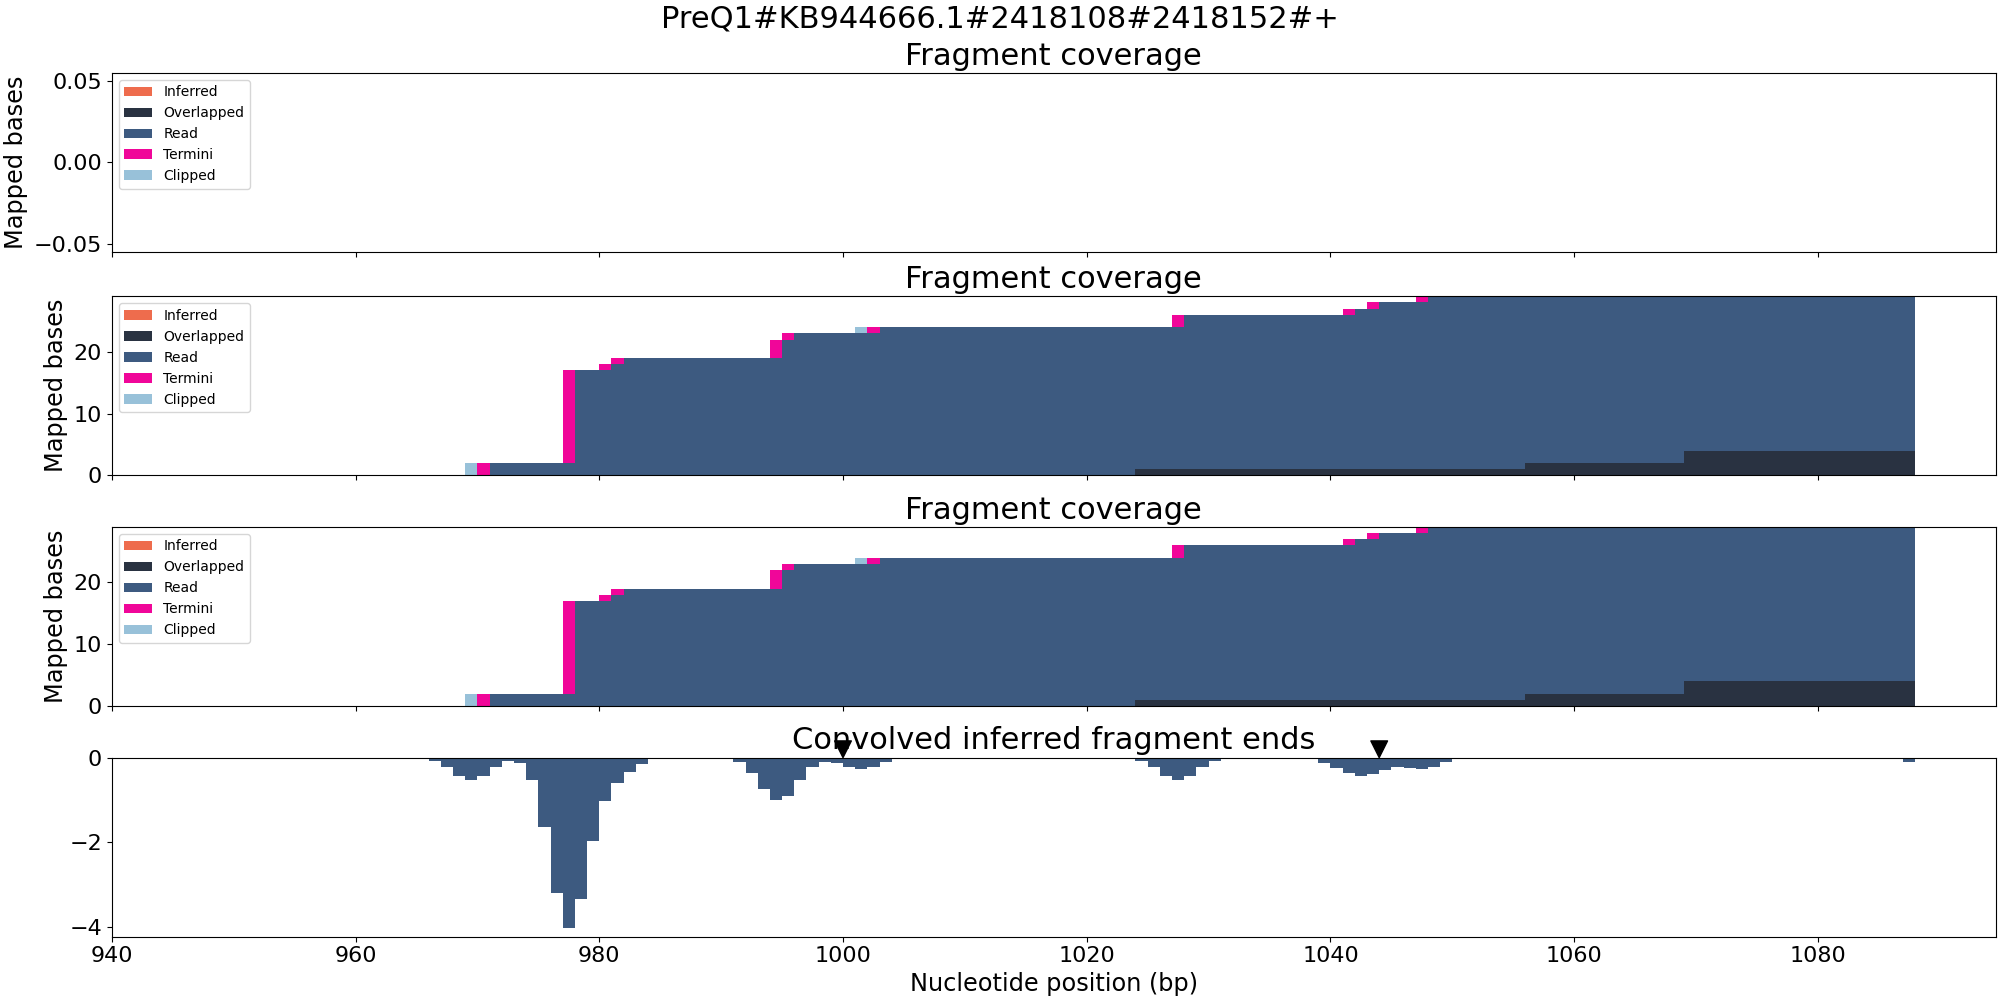 PreQ1#KB944666.1#2418108#2418152#+
Fragment coverage
Mapped bases
0.05
0.00
−0.05
Inferred
Overlapped
Read
Termini
Clipped
Fragment coverage
Mapped bases
20
10
0
Inferred
Overlapped
Read
Termini
Clipped
Fragment coverage
Mapped bases
20
10
0
Inferred
Overlapped
Read
Termini
Clipped
Convolved inferred fragment ends
0
−2
−4
940 960 980 1000 1020 1040 1060 1080
Nucleotide position (bp)